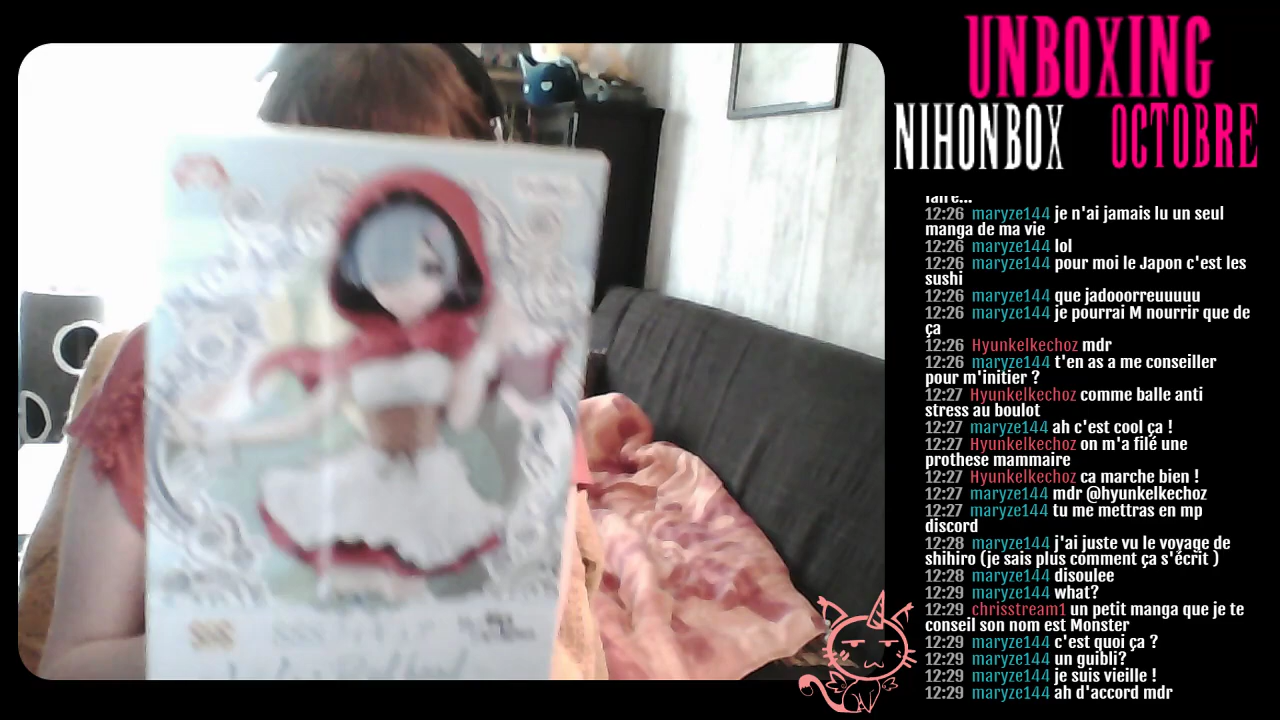 UNBOXING
NIHONBOX OCTOBRE
faire...
12:26 maryze144 je n'ai jamais lu un seul
manga de ma vie
12:26 maryze144 lol
12:26 maryze144 pour moi le Japon c'est les
sushi
12:26 maryze144 que jadooorreuuuuu
12:26 maryze144 je pourrai M nourrir que de
ça
12:26 Hyunkelkechoz mdr
12:26 maryze144 t'en as a me conseiller
pour m'initier ?
12:27 Hyunkelkechoz comme balle anti
stress au boulot
12:27 maryze144 ah c'est cool ça !
12:27 Hyunkelkechoz on m'a filé une
prothese mammaire
12:27 Hyunkelkechoz ca marche bien !
12:27 maryze144 mdr @hyunkelkechoz
12:27 maryze144 tu me mettras en mp
discord
12:28 maryze144 j'ai juste vu le voyage de
shihiro (je sais plus comment ça s'écrit )
12:28 maryze144 disoulee
12:29 maryze144 what?
12:29 chrisstream1 un petit manga que je te
conseil son nom est Monster
12:29 maryze144 c'est quoi ça ?
12:29 maryze144 un guibli?
12:29 maryze144 je suis vieille !
12:29 maryze144 ah d'accord mdr